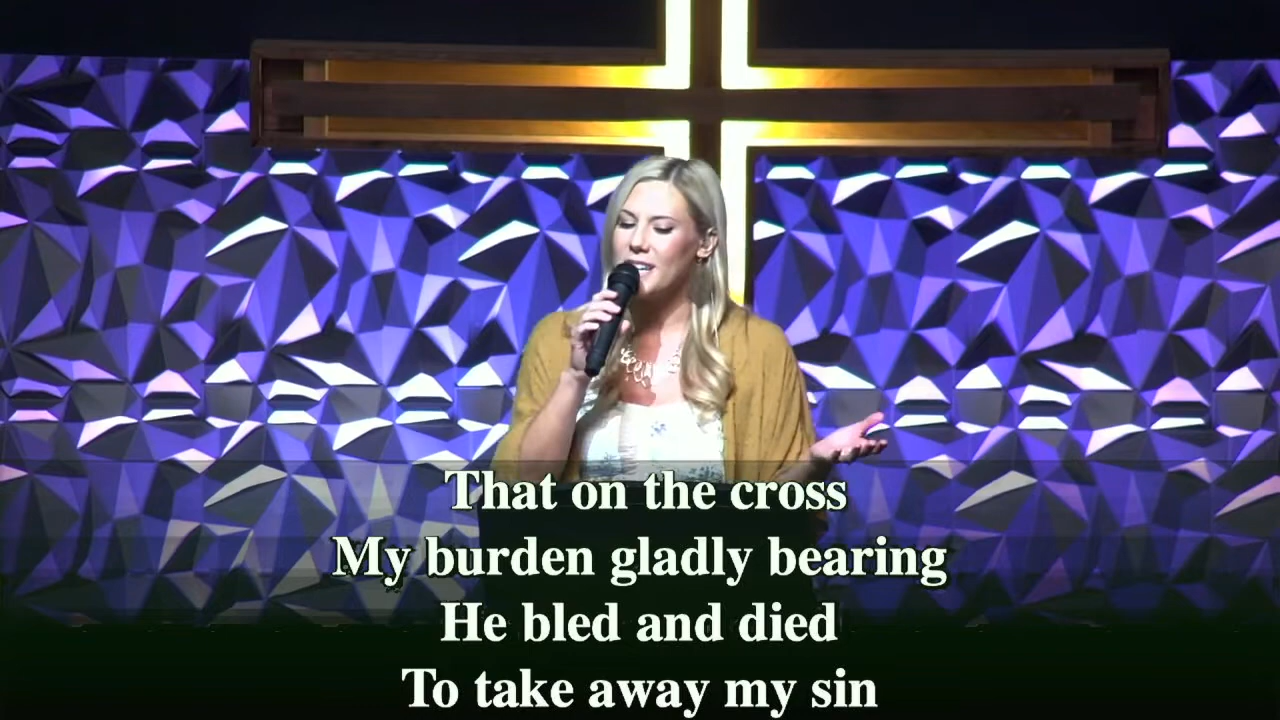 That on the cross
My burden gladly bearing
He bled and died
To take away my sin